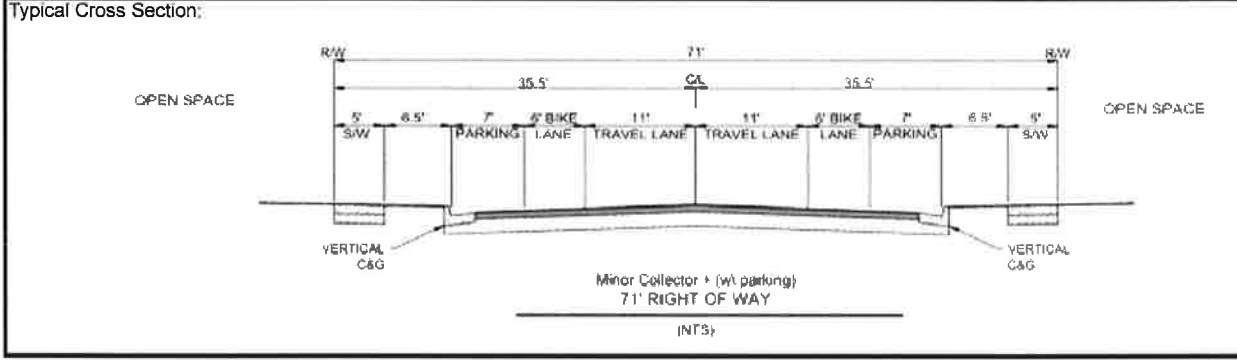 Typical Cross Section:
R/W 71' R/W
35.5' C/L 35.5'
OPEN SPACE
OPEN SPACE
5' 6.5' 7' 6' BIKE 11' 11' 6' BIKE 7' 6.5' 5'
S/W PARKING LANE TRAVEL LANE TRAVEL LANE LANE PARKING S/W
VERTICAL
C&G
VERTICAL
C&G
Minor Collector + (w\ parking)
71' RIGHT OF WAY
(NTS)